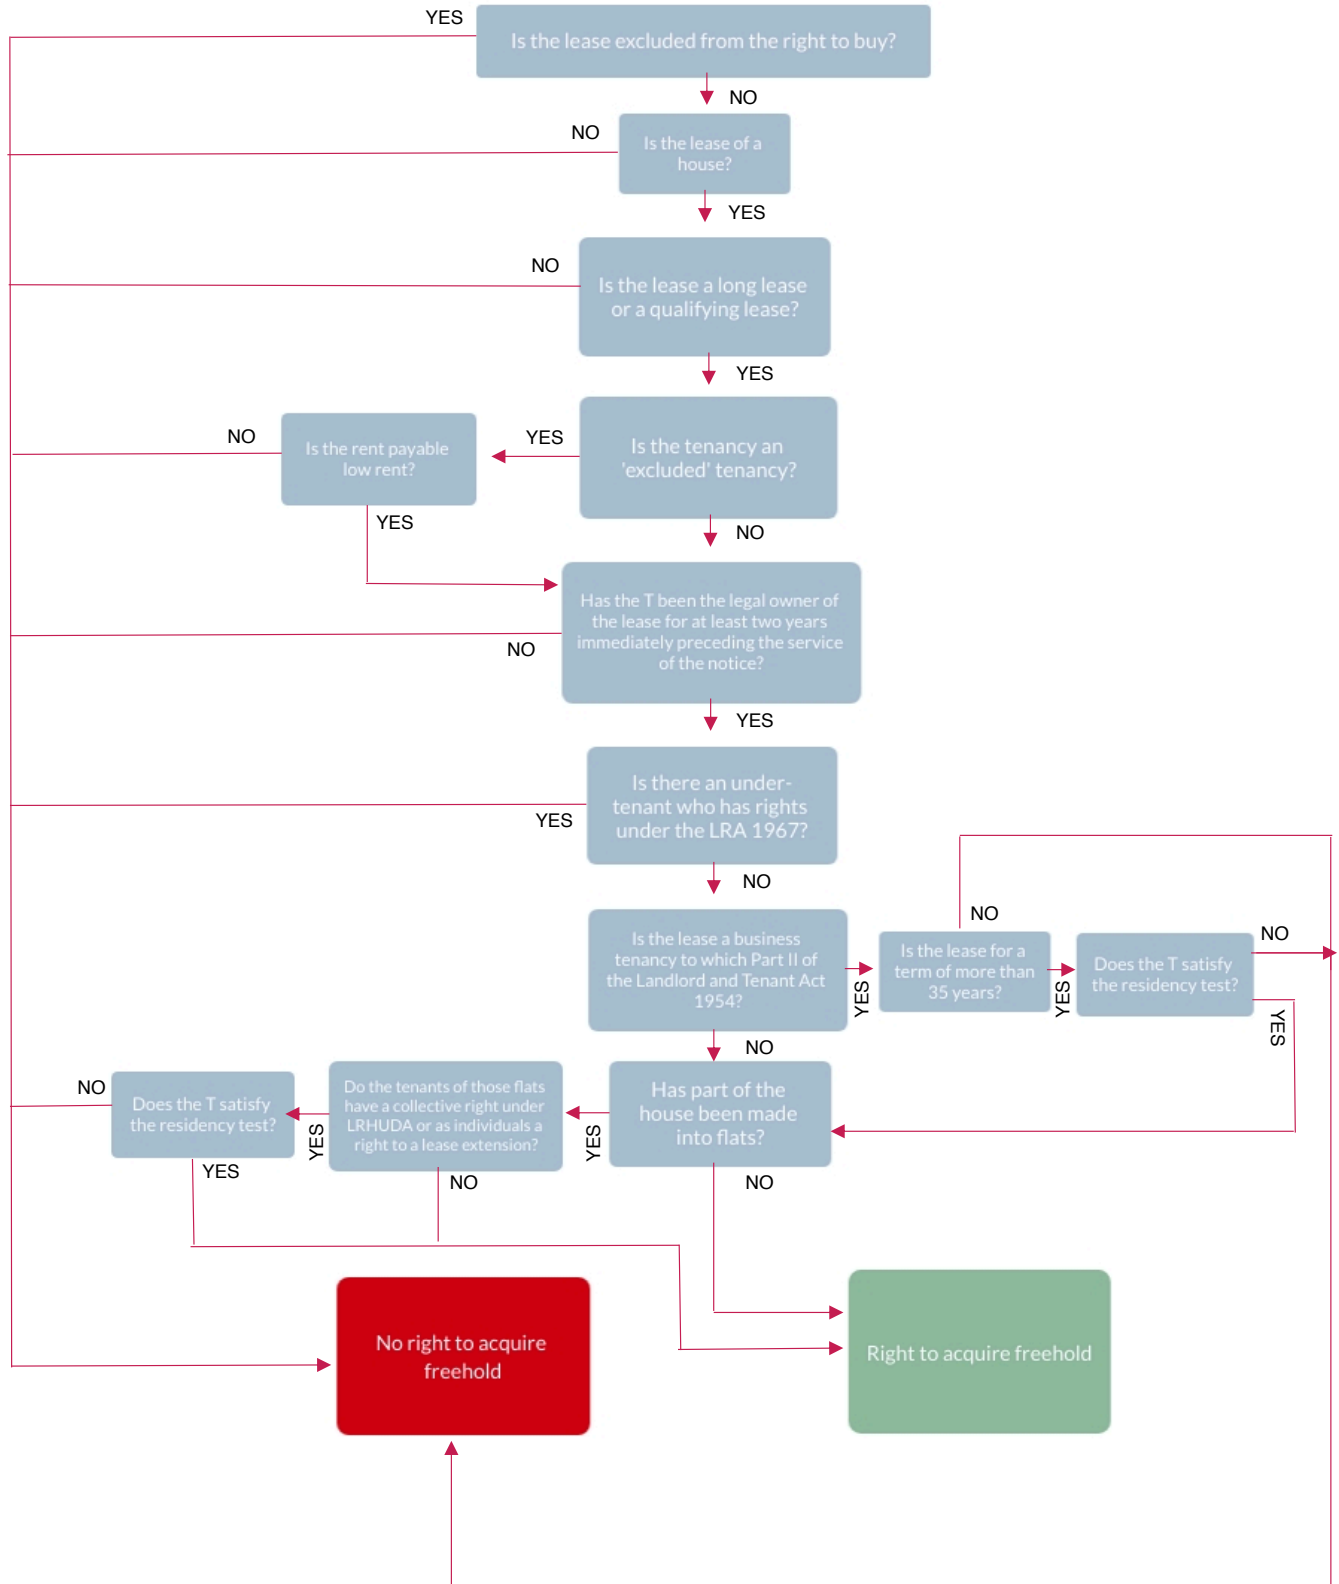 YES
Is the lease excluded from the right to buy?
NO
NO
Is the lease of a
house?
YES
NO
Is the lease a long lease
or a qualifying lease?
YES
NO
Is the rent payable
low rent?
YES
Is the tenancy an
'excluded' tenancy?
YES
NO
Has the T been the legal owner of
the lease for at least two years
immediately preceding the service
of the notice?
NO
YES
Is there an under-
tenant who has rights
under the LRA 1967?
YES
NO
Is the lease a business
tenancy to which Part II of
the Landlord and Tenant Act
1954?
YES
NO
Is the lease for a
term of more than
35 years?
YES
Does the T satisfy
the residency test?
NO
YES
NO
NO
Does the T satisfy
the residency test?
YES
Do the tenants of those flats
have a collective right under
LRHUDA or as individuals a
right to a lease extension?
YES
Has part of the
house been made
into flats?
YES
NO
NO
No right to acquire
freehold
Right to acquire freehold